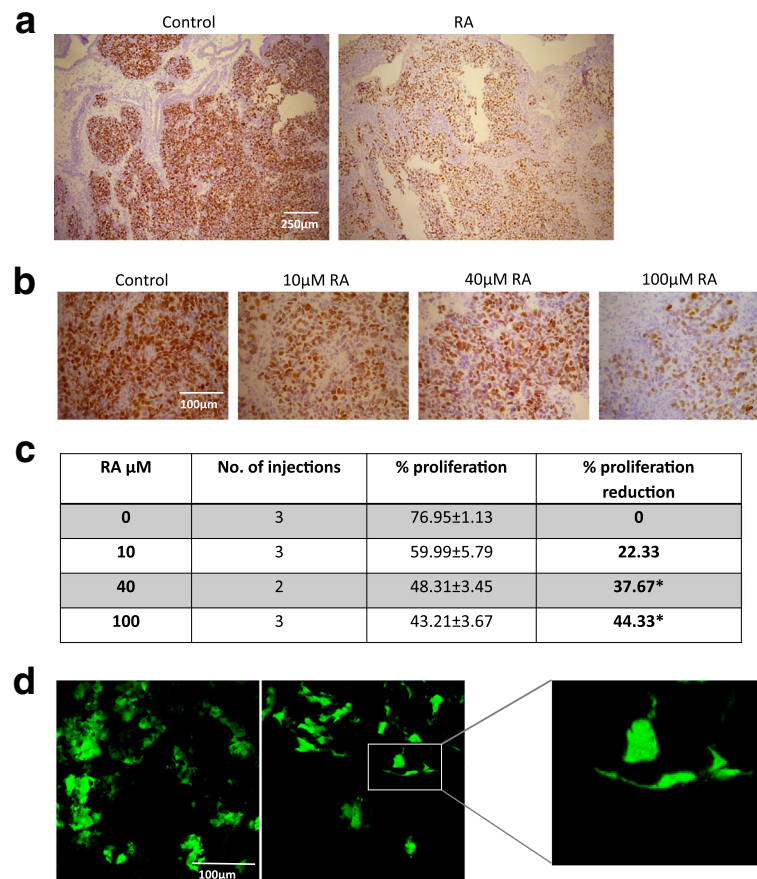 a
Control RA
250µm
b
Control 10µM RA 40µM RA 100µM RA
100µm
c
RA µM No. of injections % proliferation % proliferation
reduction
0 3 76.95±1.13 0
10 3 59.99±5.79 22.33
40 2 48.31±3.45 37.67*
100 3 43.21±3.67 44.33*
d
100µm